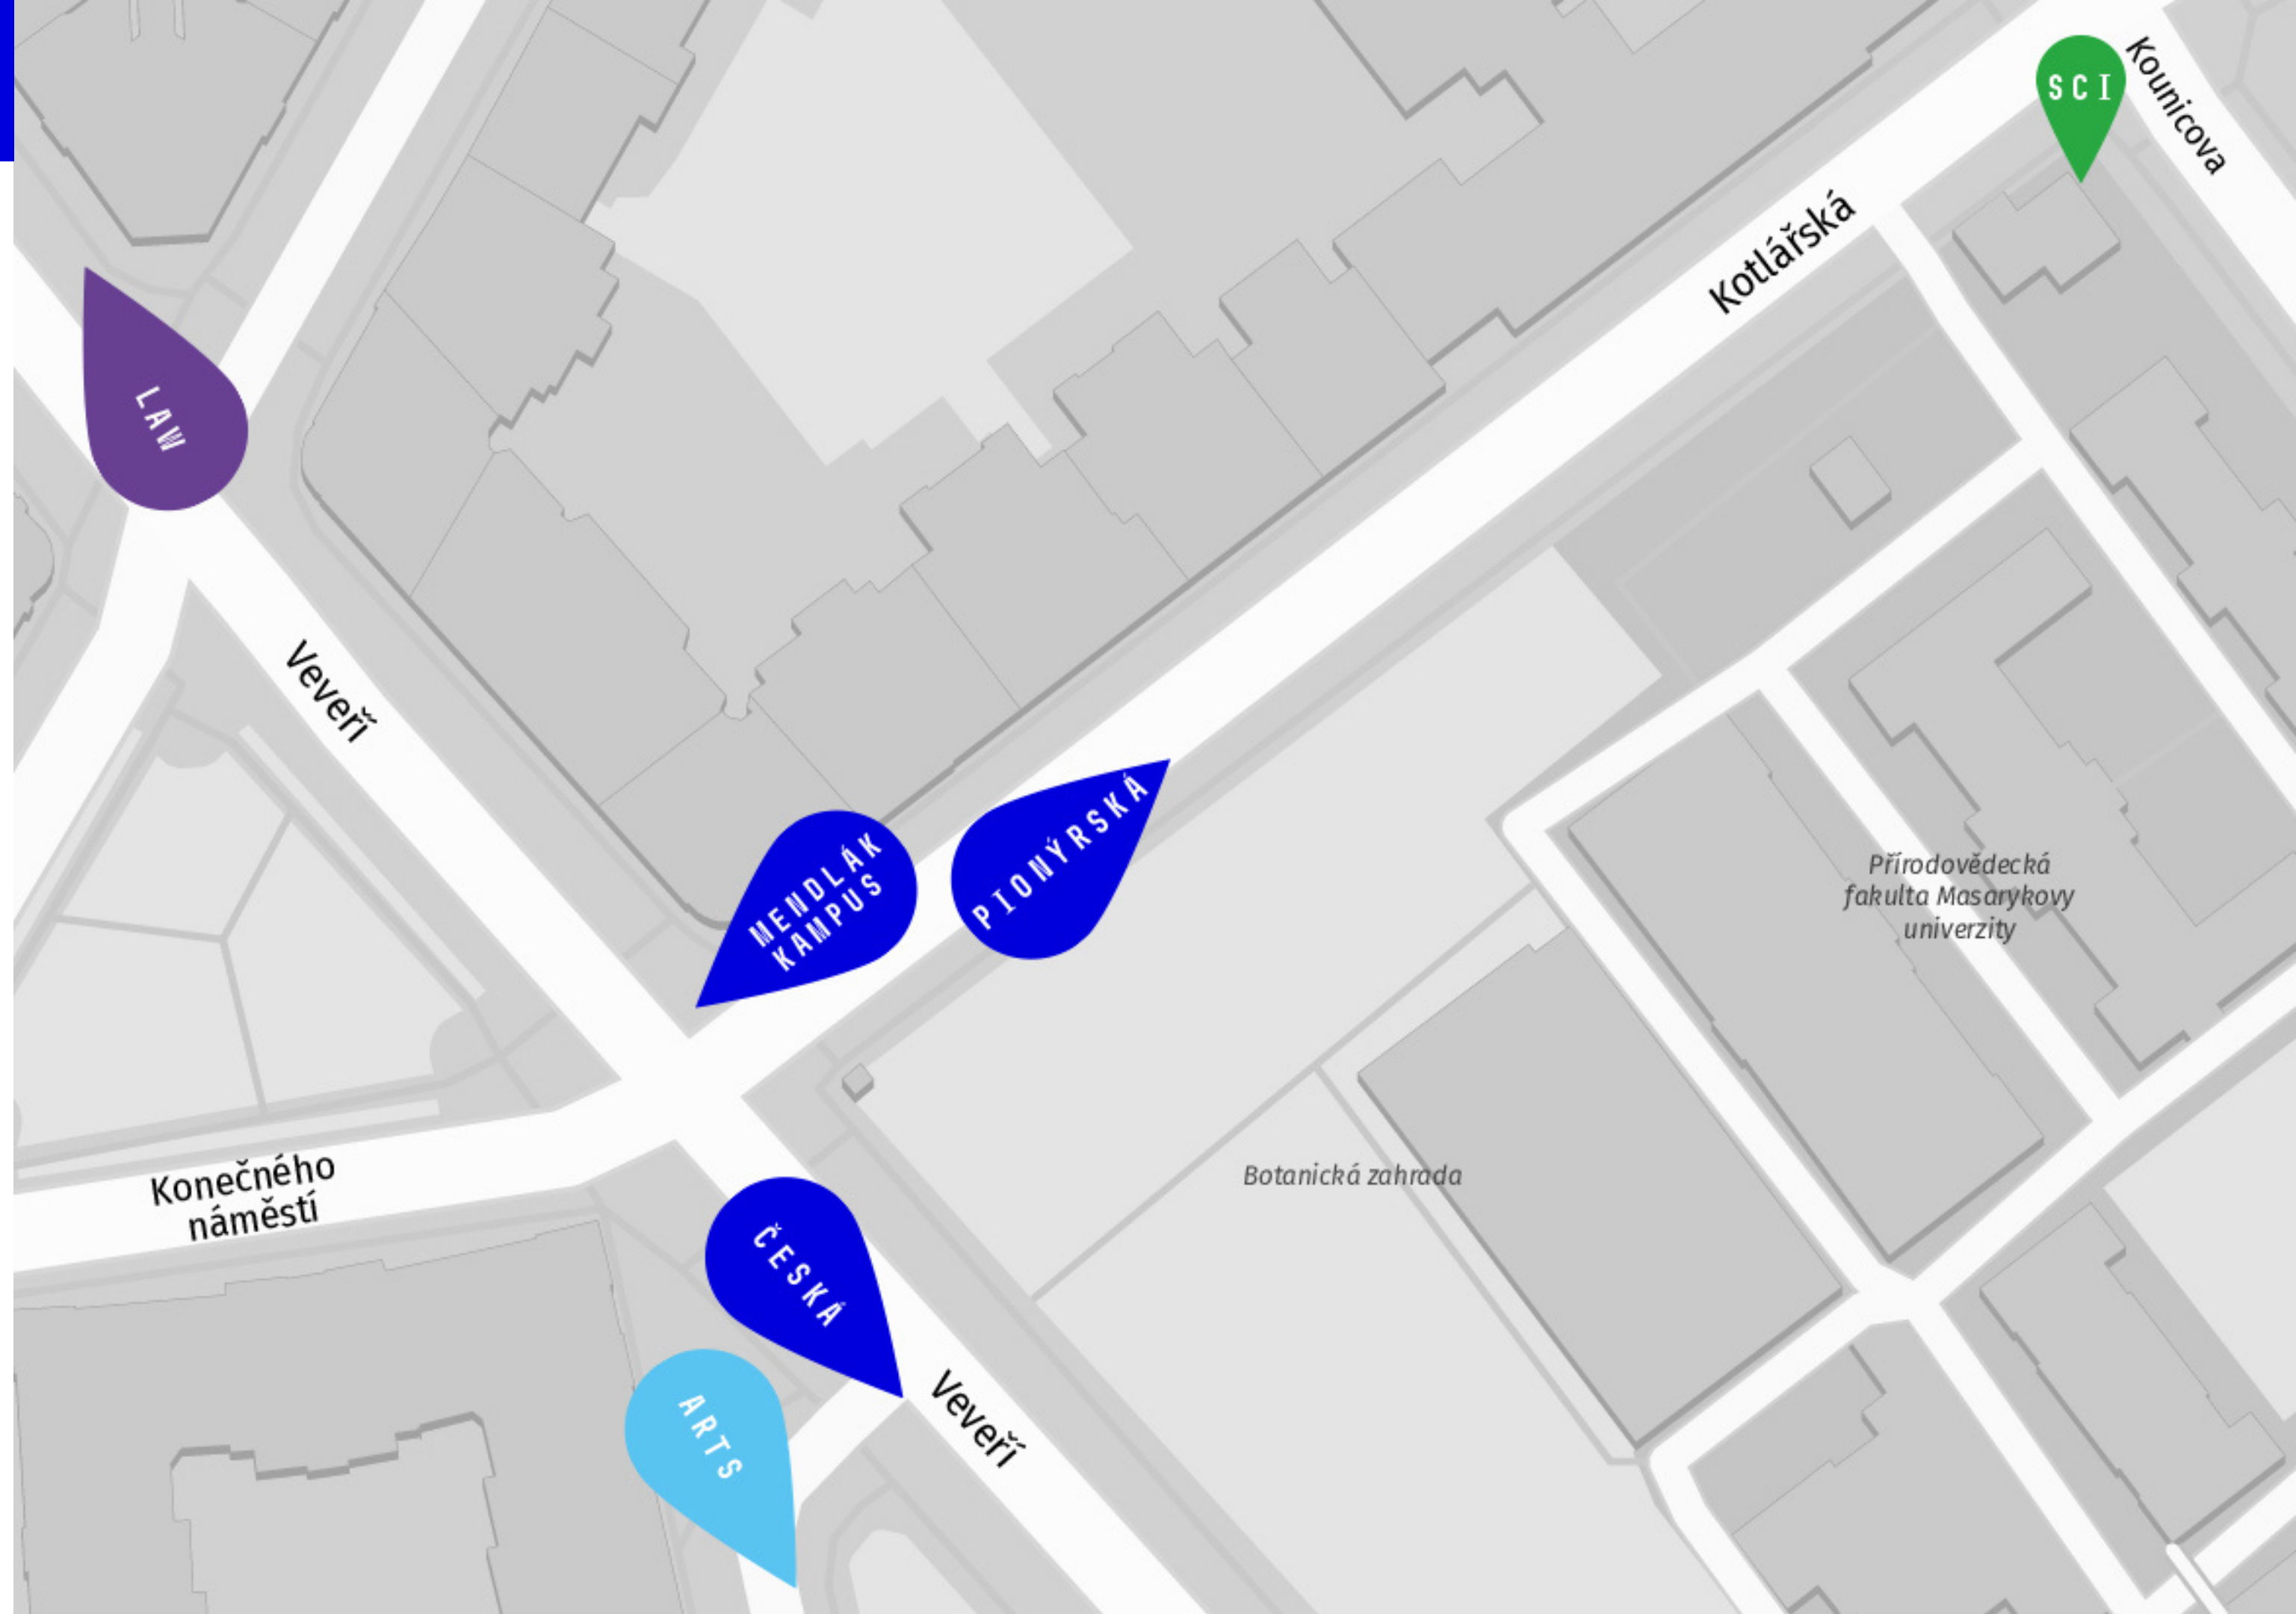 SCI
Kounicova
Kotlářská
LAW
Veveří
PIONÝRSKÁ
MENDLÁK
KAMPUS
Přírodovědecká
fakulta Masarykovy
univerzity
Konečného
náměstí
Botanická zahrada
ČESKÁ
Veveří
ARTS